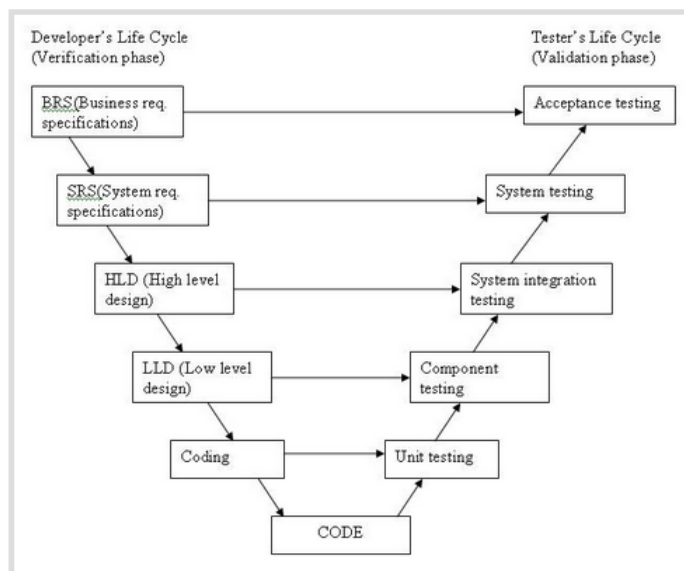 Developer's Life Cycle
(Verification phase)
Tester's Life Cycle
(Validation phase)
BRS(Business req.
specifications)
Acceptance testing
SRS(System req.
specifications)
System testing
HLD (High level
design)
System integration
testing
LLD (Low level
design)
Component
testing
Coding
Unit testing
CODE